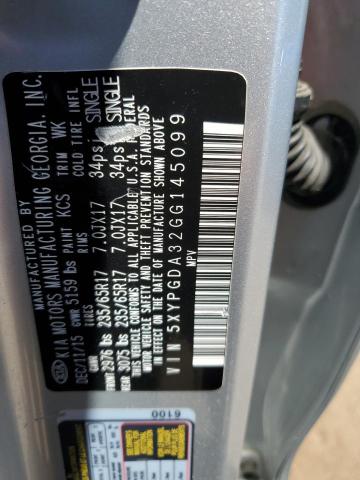 MANUFACTURED BY
KIA MOTORS MANUFACTURING GEORGIA, INC.
DEC/11/15 PAINT KCS TRIM WK
GVWR 5159 lbs
GAWR TIRES RIMS COLD TIRE INFL
2976 lbs 235/65R17 7.0JX17 34psi SINGLE
REAR 3075 lbs 235/65R17 7.0JX17 34psi SINGLE
THIS VEHICLE CONFORMS TO ALL APPLICABLE U.S.A. FEDERAL
MOTOR VEHICLE SAFETY AND THEFT PREVENTION STANDARDS
IN EFFECT ON THE DATE OF MANUFACTURE SHOWN ABOVE
VIN 5XYPGDA32GG145099
MPV
6100